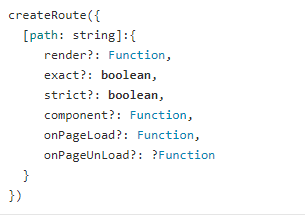 createRoute({
  [path: string]:{
     render?: Function,
     exact?: boolean,
     strict?: boolean,
     component?: Function,
     onPageLoad?: Function,
     onPageUnLoad?: ?Function
  }
})